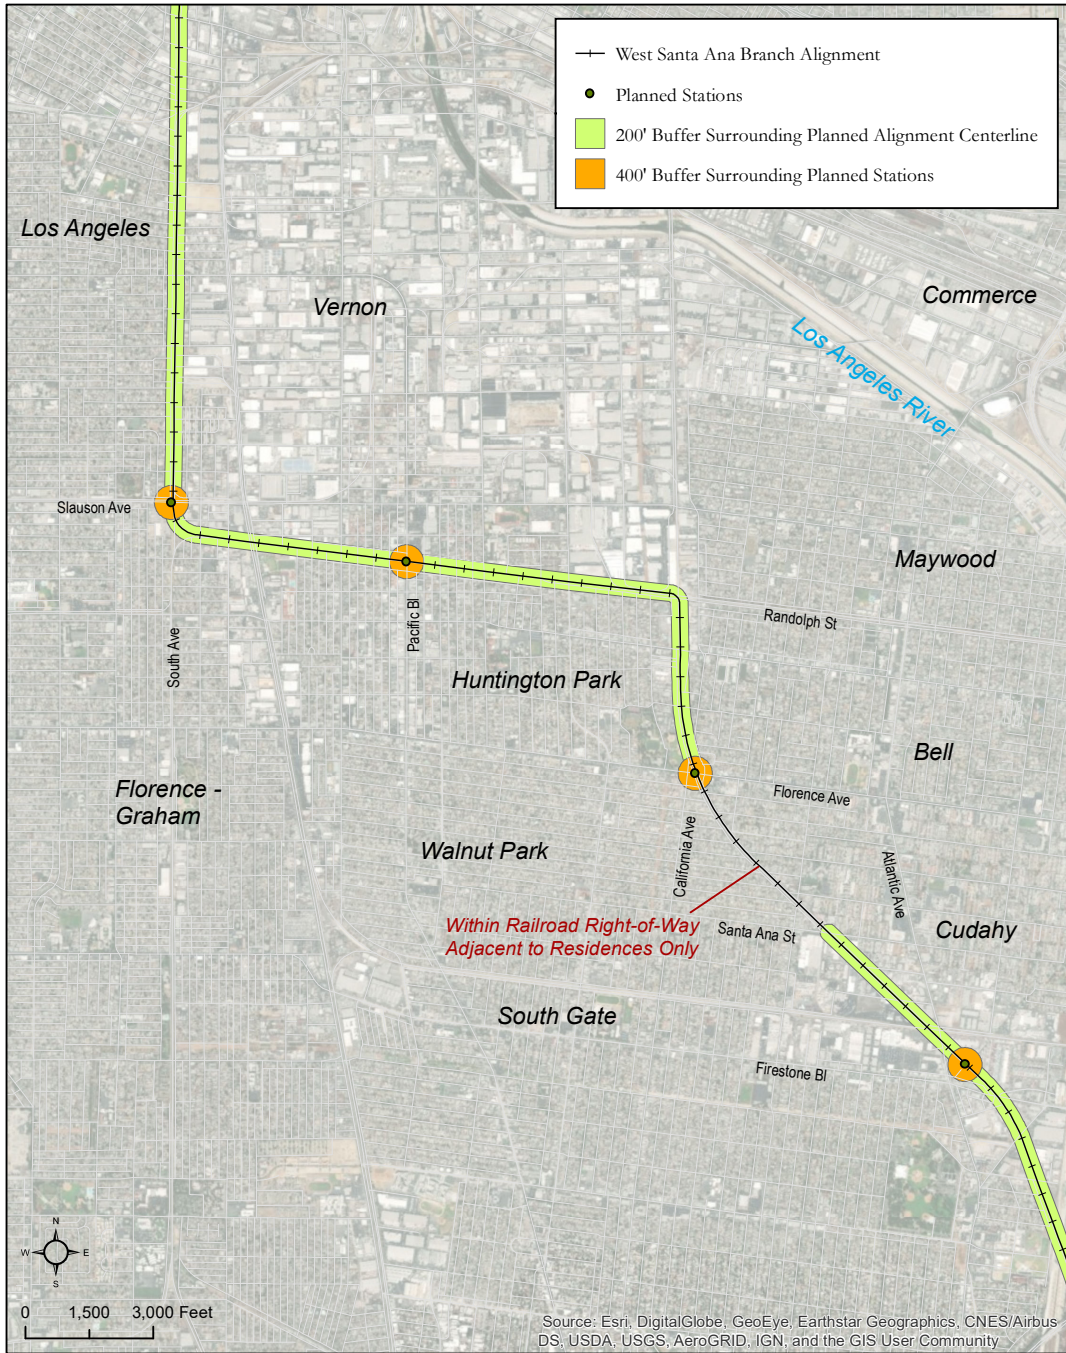 West Santa Ana Branch Alignment
Planned Stations
200' Buffer Surrounding Planned Alignment Centerline
400' Buffer Surrounding Planned Stations
Los Angeles
Vernon
Commerce
Los Angeles River
Slauson Ave
Maywood
Randolph St
Pacific Bl
South Ave
Huntington Park
Bell
Florence Ave
Florence -
Graham
California Ave
Walnut Park
Atlantic Ave
Within Railroad Right-of-Way
Adjacent to Residences Only
Santa Ana St
Cudahy
South Gate
Firestone Bl
N
W E
S
0 1,500 3,000 Feet
Source: Esri, DigitalGlobe, GeoEye, Earthstar Geographics, CNES/Airbus
DS, USDA, USGS, AeroGRID, IGN, and the GIS User Community